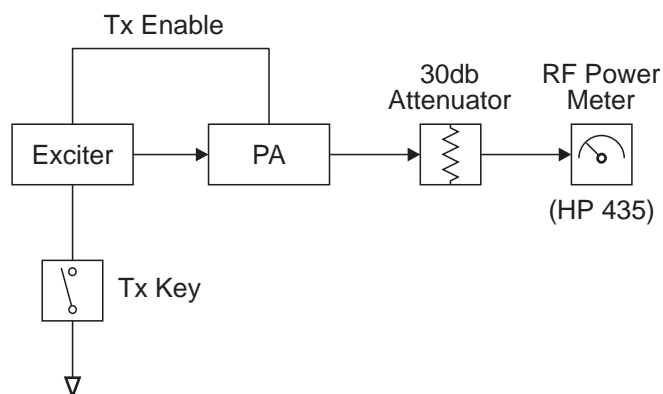 Tx Enable
30db
Attenuator
RF Power
Meter
Exciter
PA
(HP 435)
Tx Key